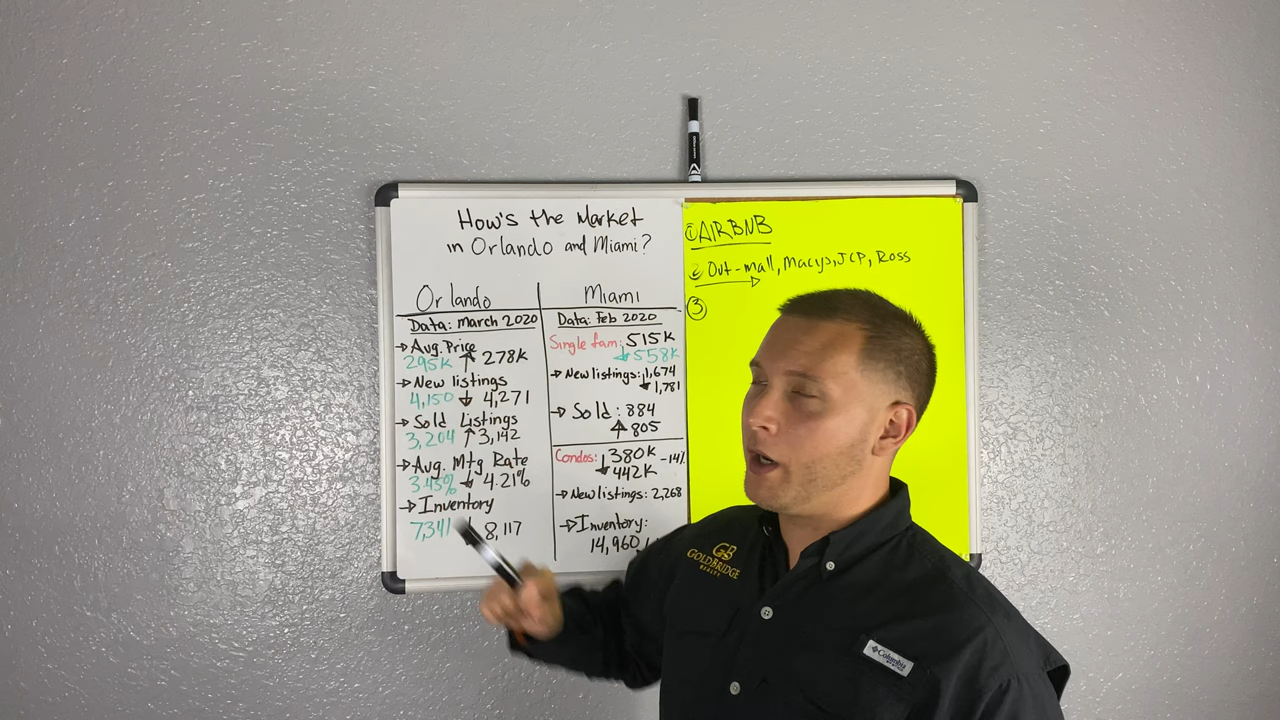 How's the Market
in Orlando and Miami?
Orlando
Data: March 2020
→ Avg. Price
295K ↑ 278K
→ New listings
4,150 ↓ 4,271
→ Sold Listings
3,204 ↑ 3,142
→ Avg. Mtg Rate
3.45% ↓ 4.21%
→ Inventory
7,341 8,117
Miami
Data: Feb 2020
Single fam: 515K
↓ 558K
→ New listings: 1,674
↓ 1,781
→ Sold: 884
↑ 805
Condos: 380K -14%
↓ 442K
→ New listings: 2,268
→ Inventory:
14,960
① AIRBNB
② Out-mall, Macys, JCP, Ross
③
GB
GOLDBRIDGE
REALTY
Columbia